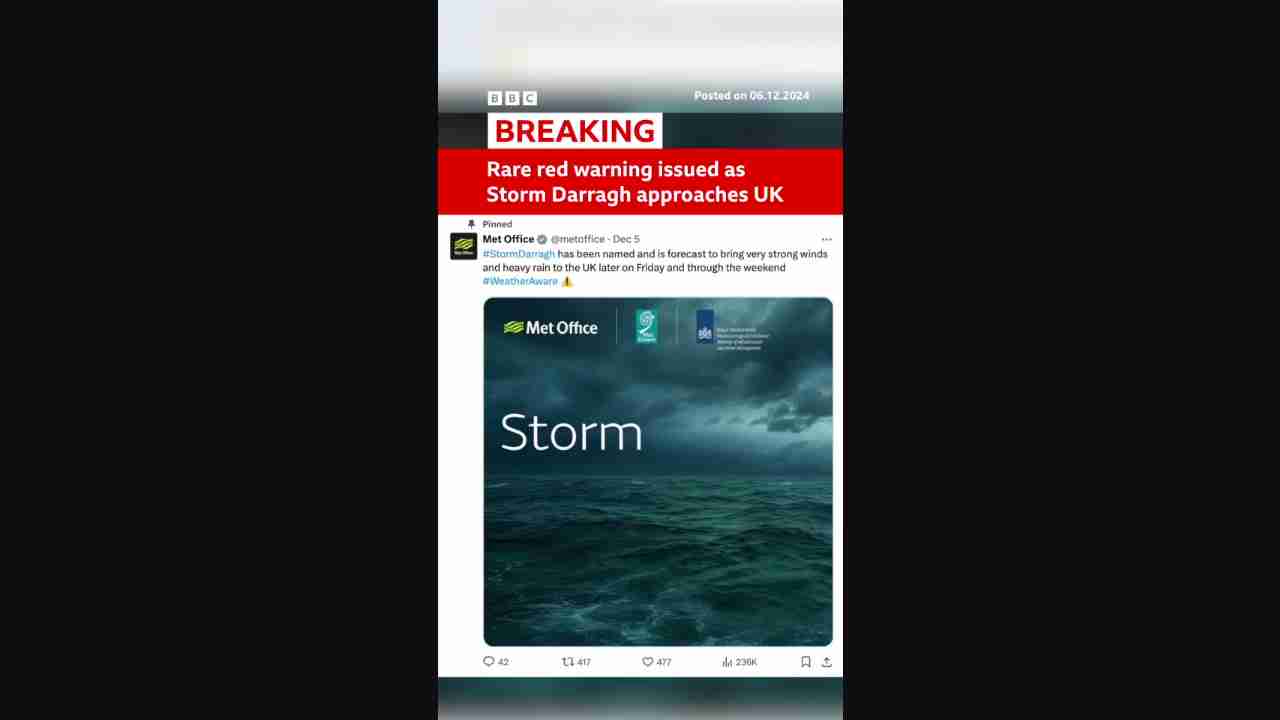 BBC
Posted on 06.12.2024
BREAKING
Rare red warning issued as
Storm Darragh approaches UK
Pinned
Met Office @metoffice · Dec 5
#StormDarragh has been named and is forecast to bring very strong winds
and heavy rain to the UK later on Friday and through the weekend
#WeatherAware ⚠️
Met Office
Met Office
Storm
42 417 477 236K